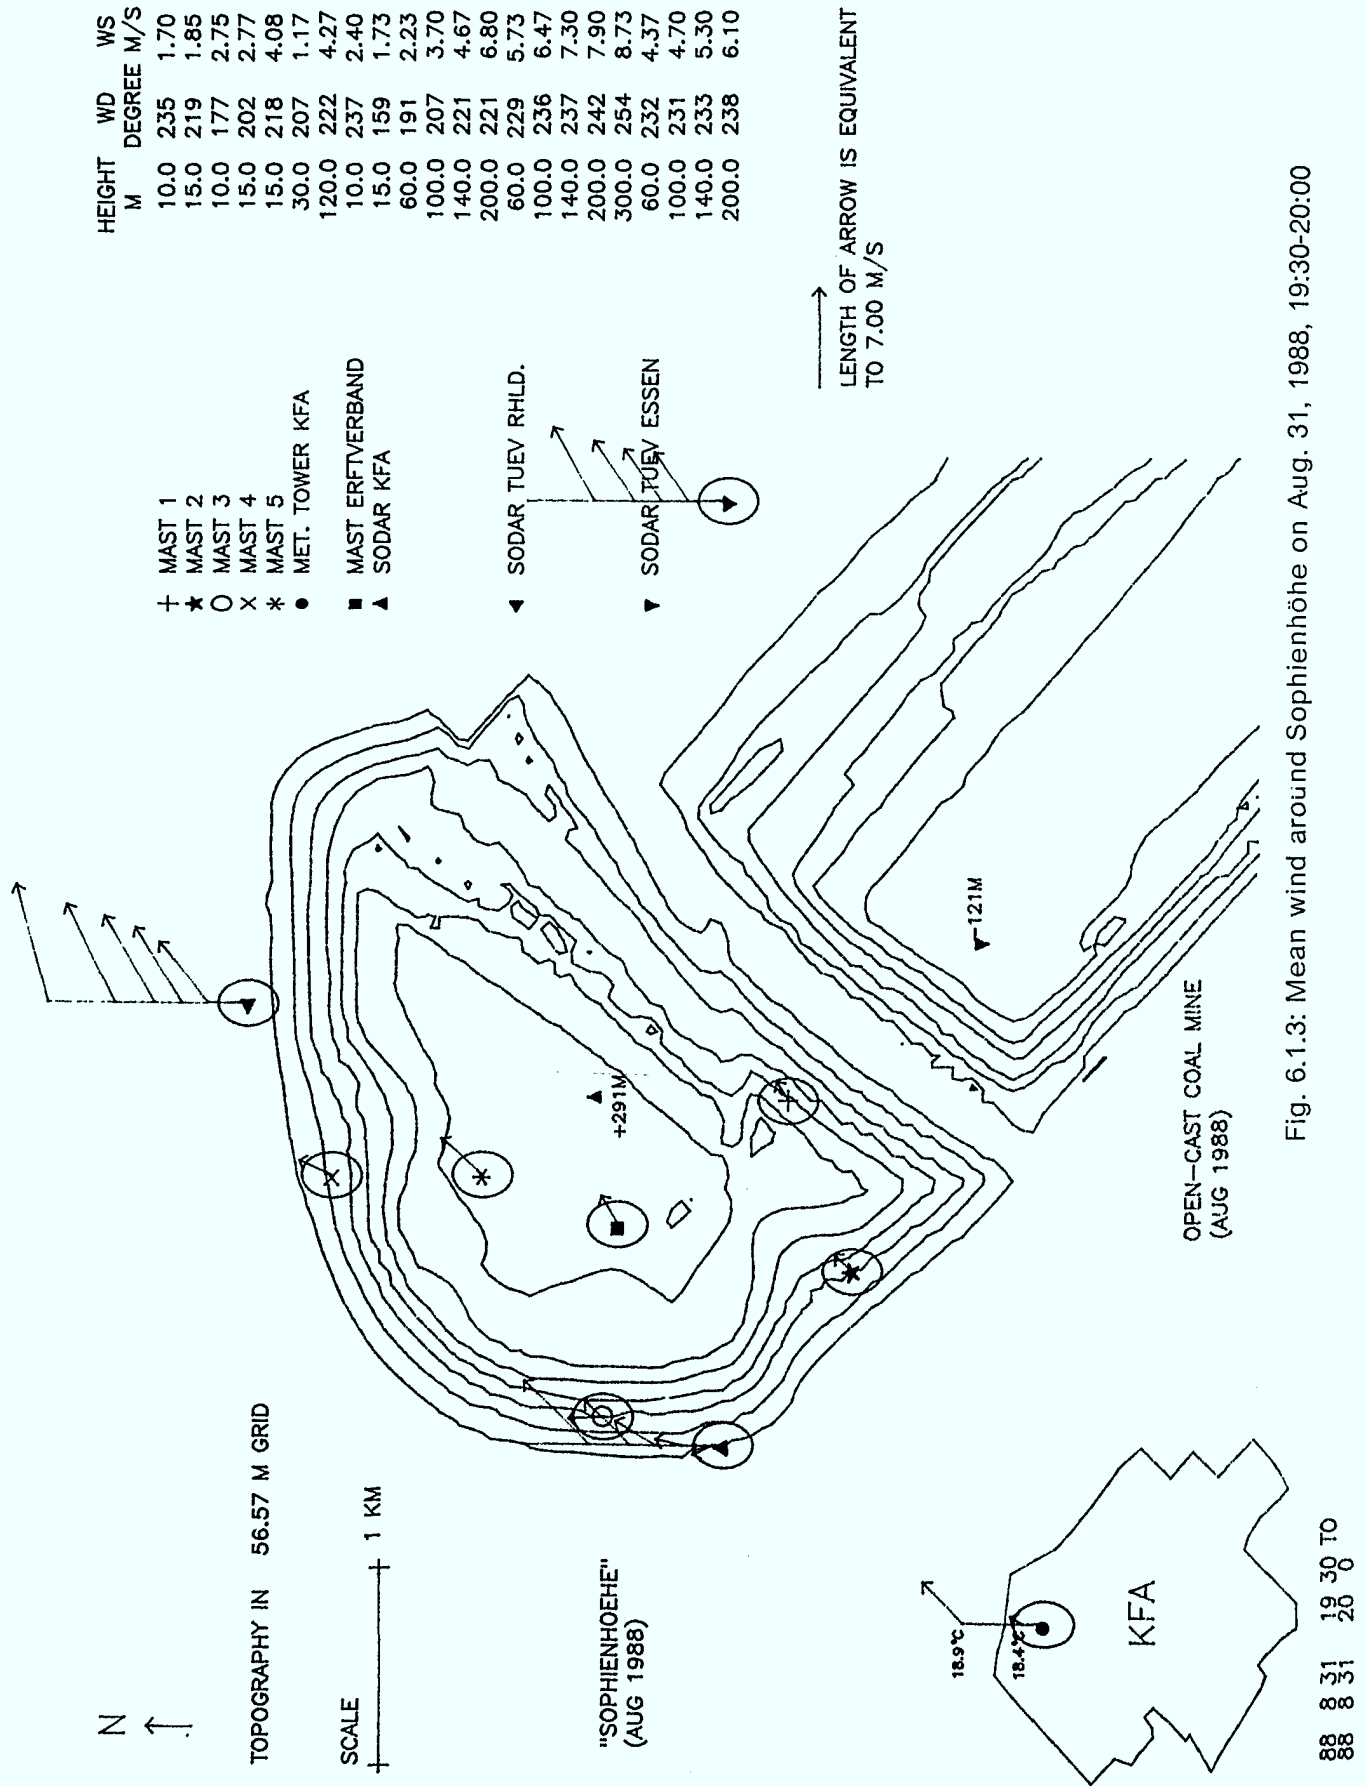 N
TOPOGRAPHY IN 56.57 M GRID
SCALE
1 KM
"SOPHIENHOEHE"
(AUG 1988)
MAST 1
MAST 2
MAST 3
MAST 4
MAST 5
MET. TOWER KFA
MAST ERFTVERBAND
SODAR KFA
SODAR TUEV RHLD.
SODAR TUEV ESSEN
HEIGHT WD WS
M DEGREE M/S
10.0 235 1.70
15.0 219 1.85
10.0 177 2.75
15.0 202 2.77
15.0 218 4.08
30.0 207 1.17
120.0 222 4.27
10.0 237 2.40
15.0 159 1.73
60.0 191 2.23
100.0 207 3.70
140.0 221 4.67
200.0 221 6.80
60.0 229 5.73
100.0 236 6.47
140.0 237 7.30
200.0 242 7.90
300.0 254 8.73
60.0 232 4.37
100.0 231 4.70
140.0 233 5.30
200.0 238 6.10
LENGTH OF ARROW IS EQUIVALENT
TO 7.00 M/S
+291M
-121M
OPEN-CAST COAL MINE
(AUG 1988)
18.9°C
18.4°C
KFA
88 8 31 19 30 TO
88 8 31 20 0
Fig. 6.1.3: Mean wind around Sophienhöhe on Aug. 31, 1988, 19:30-20:00